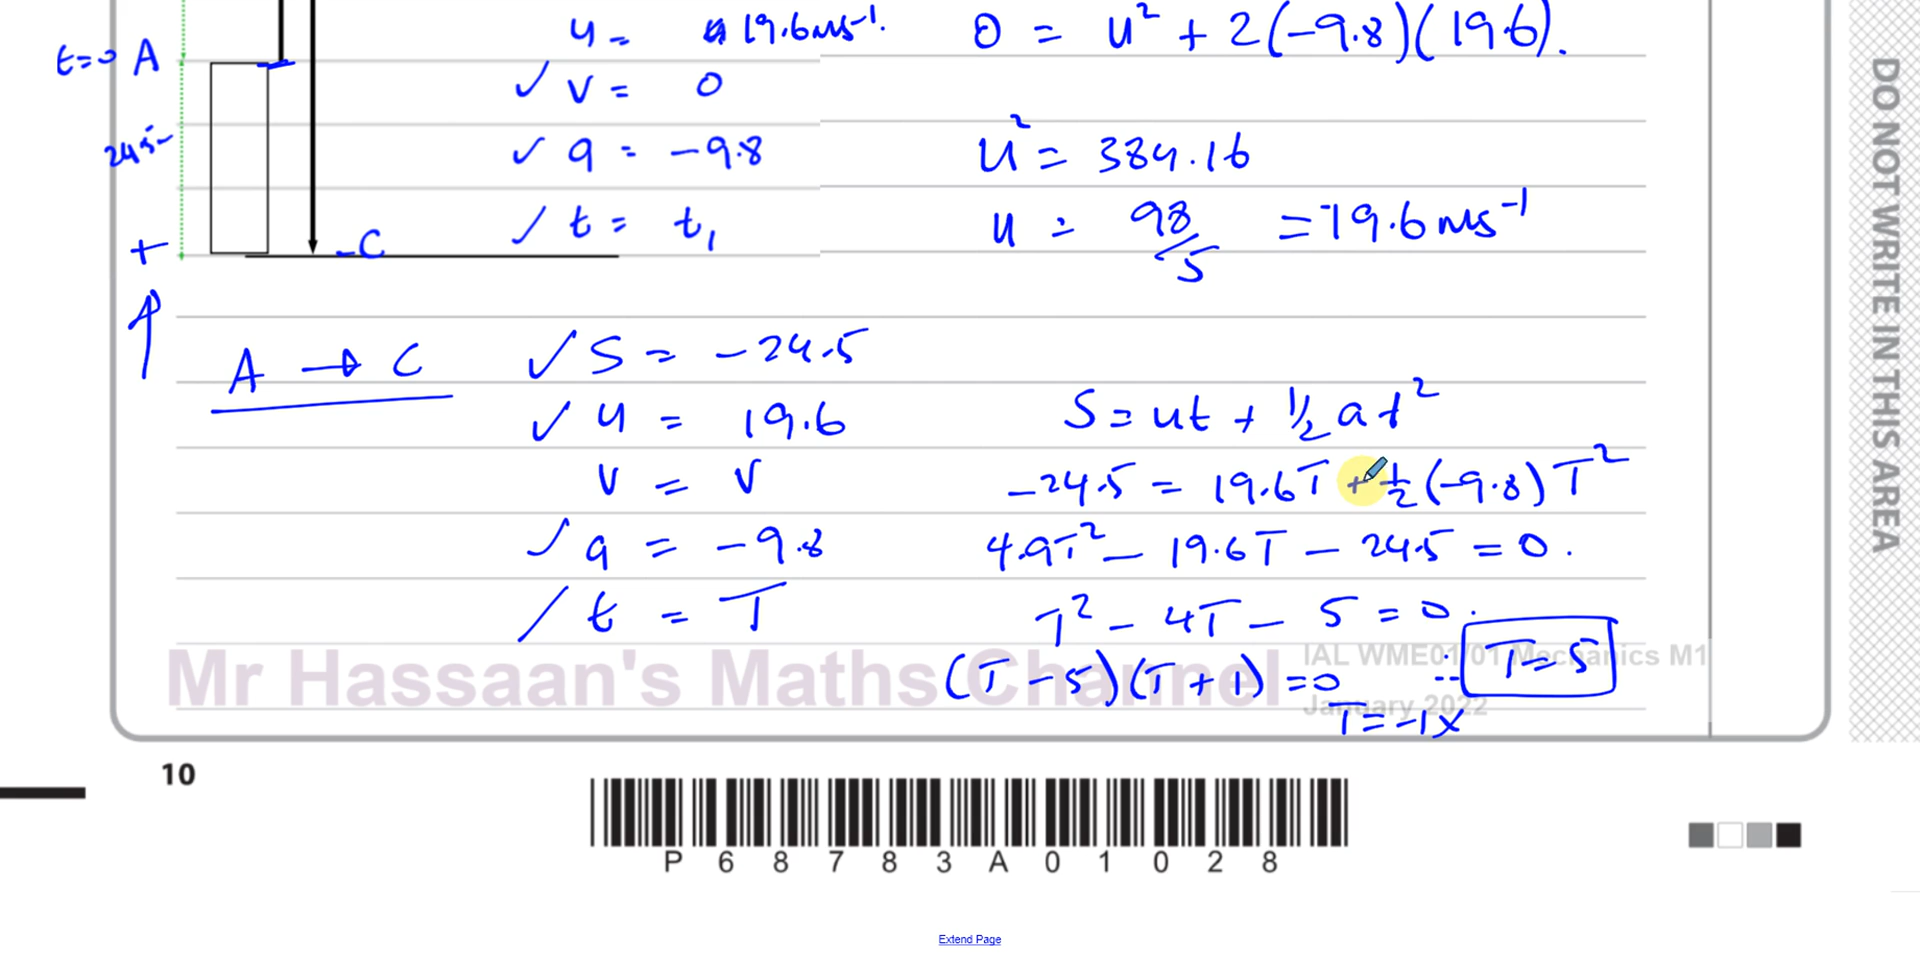 t=0 A
24.5
+
-C
u = 19.6ms⁻¹.
✓ v = 0
✓ a = -9.8
✓ t = t₁
0 = u² + 2(-9.8)(19.6).
u² = 384.16
u = 98/5 = 19.6ms⁻¹
A → C
✓ S = -24.5
✓ u = 19.6
v = v
✓ a = -9.8
✓ t = T
S = ut + ½at²
-24.5 = 19.6T + ½(-9.8)T²
4.9T² - 19.6T - 24.5 = 0.
T² - 4T - 5 = 0.
(T - 5)(T + 1) = 0
T = -1 x
T = 5
Mr Hassaan's Maths Channel
IAL WME01/01 Mechanics M1
January 2022
DO NOT WRITE IN THIS AREA
10
P 6 8 7 8 3 A 0 1 0 2 8
Extend Page